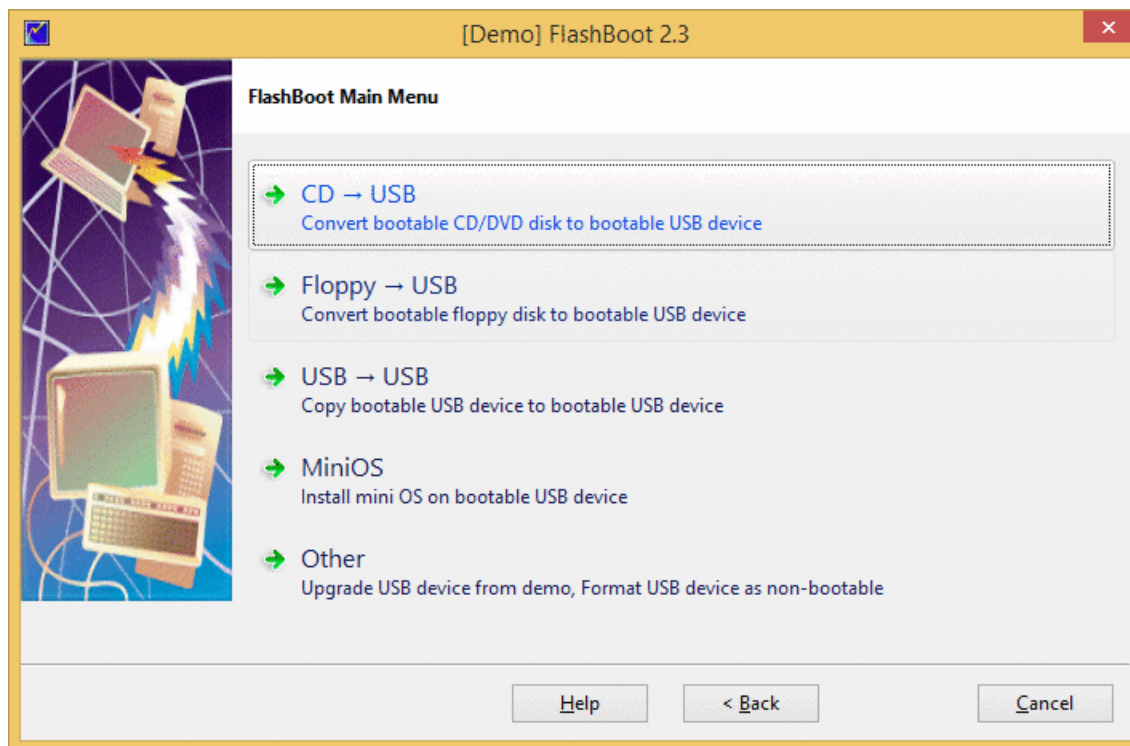 [Demo] FlashBoot 2.3
FlashBoot Main Menu
CD → USB
Convert bootable CD/DVD disk to bootable USB device
Floppy → USB
Convert bootable floppy disk to bootable USB device
USB → USB
Copy bootable USB device to bootable USB device
MiniOS
Install mini OS on bootable USB device
Other
Upgrade USB device from demo, Format USB device as non-bootable
Help
< Back
Cancel